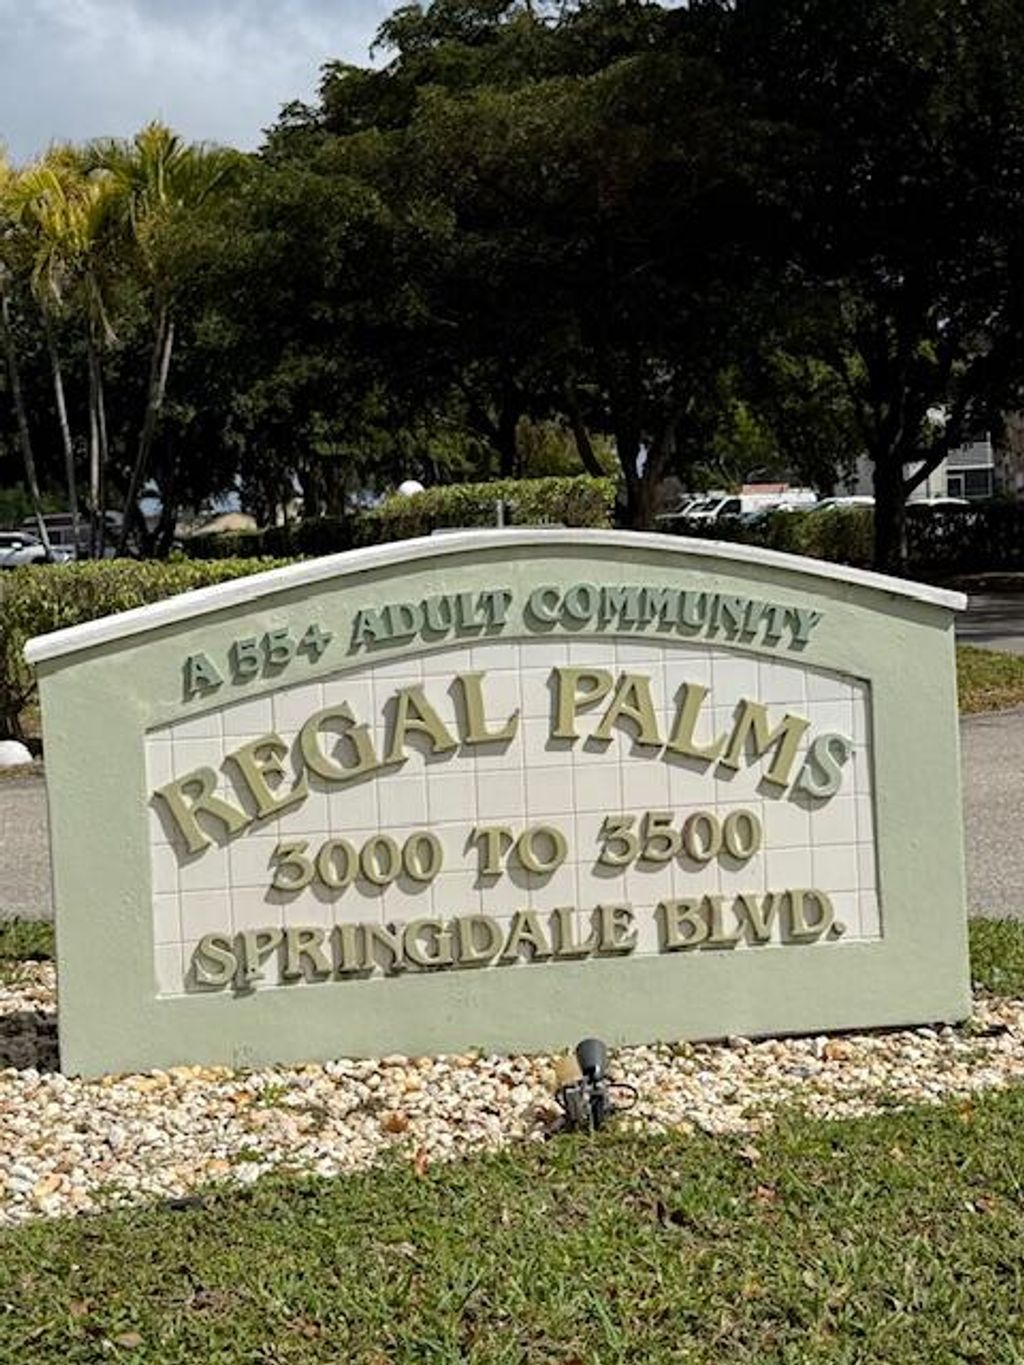 A 55+ ADULT COMMUNITY
REGAL PALMS
3000 TO 3500
SPRINGDALE BLVD.